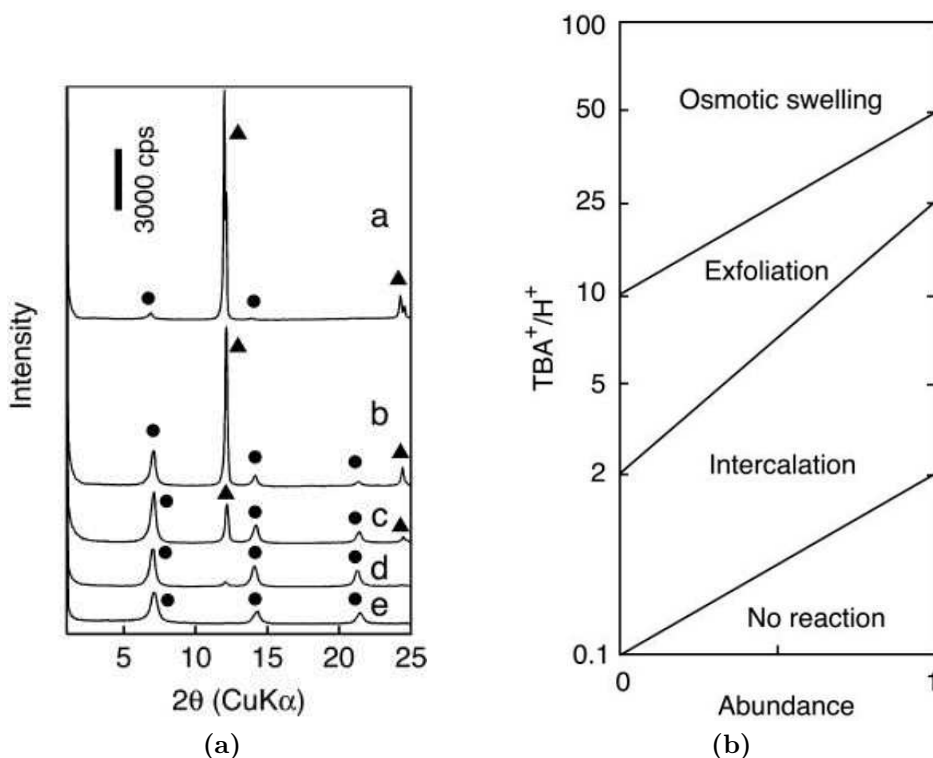 3000 cps
a
b
c
d
e
Intensity
5 10 15 20 25
2θ (CuKα)
(a)
100
50
25
10
5
2
0.1
TBA⁺/H⁺
Osmotic swelling
Exfoliation
Intercalation
No reaction
0 1
Abundance
(b)